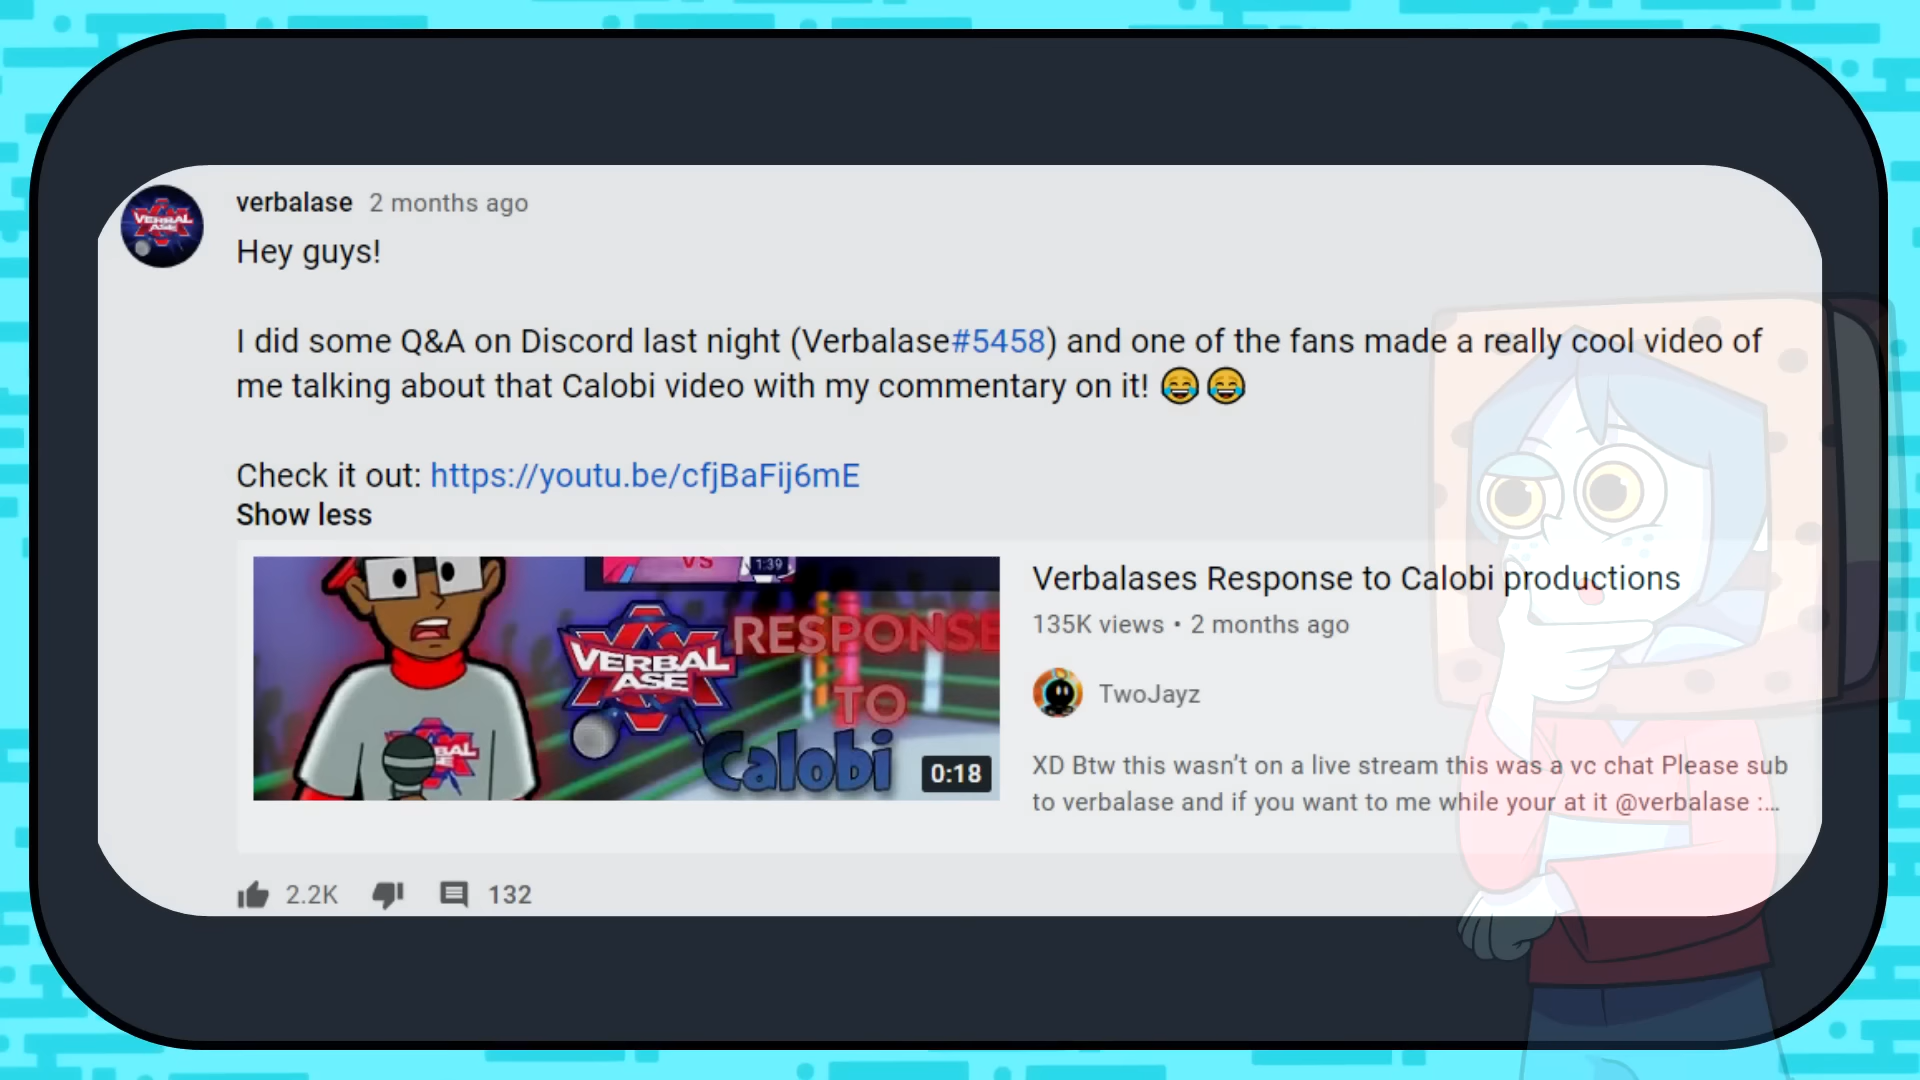 verbalase 2 months ago
Hey guys!
I did some Q&A on Discord last night (Verbalase#5458) and one of the fans made a really cool video of
me talking about that Calobi video with my commentary on it! 😂😂
Check it out: https://youtu.be/cfjBaFij6mE
Show less
VERBAL
ASE
VS
1:39
VERBAL
ASE
RESPONSE
TO
Calobi
0:18
Verbalases Response to Calobi productions
135K views • 2 months ago
TwoJayz
XD Btw this wasn’t on a live stream this was a vc chat Please sub
to verbalase and if you want to me while your at it @verbalase :...
2.2K 132